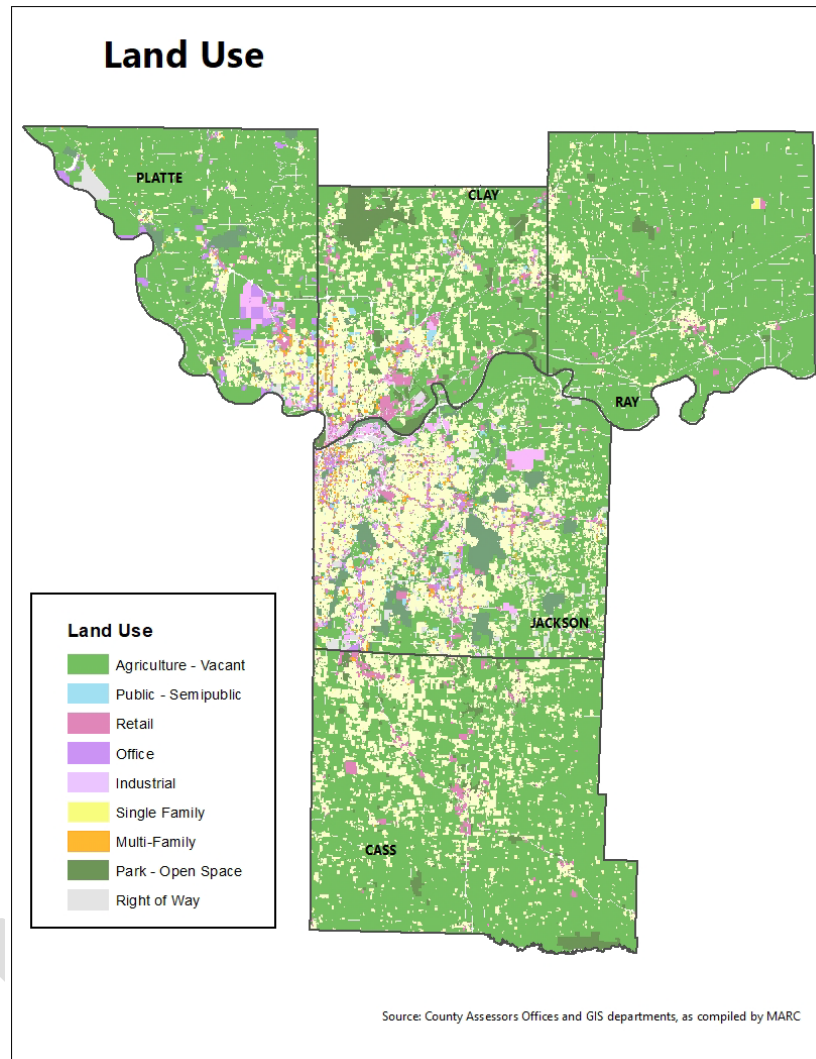 Land Use
PLATTE
CLAY
RAY
JACKSON
CASS
Land Use
Agriculture - Vacant
Public - Semipublic
Retail
Office
Industrial
Single Family
Multi-Family
Park - Open Space
Right of Way
Source: County Assessors Offices and GIS departments, as compiled by MARC